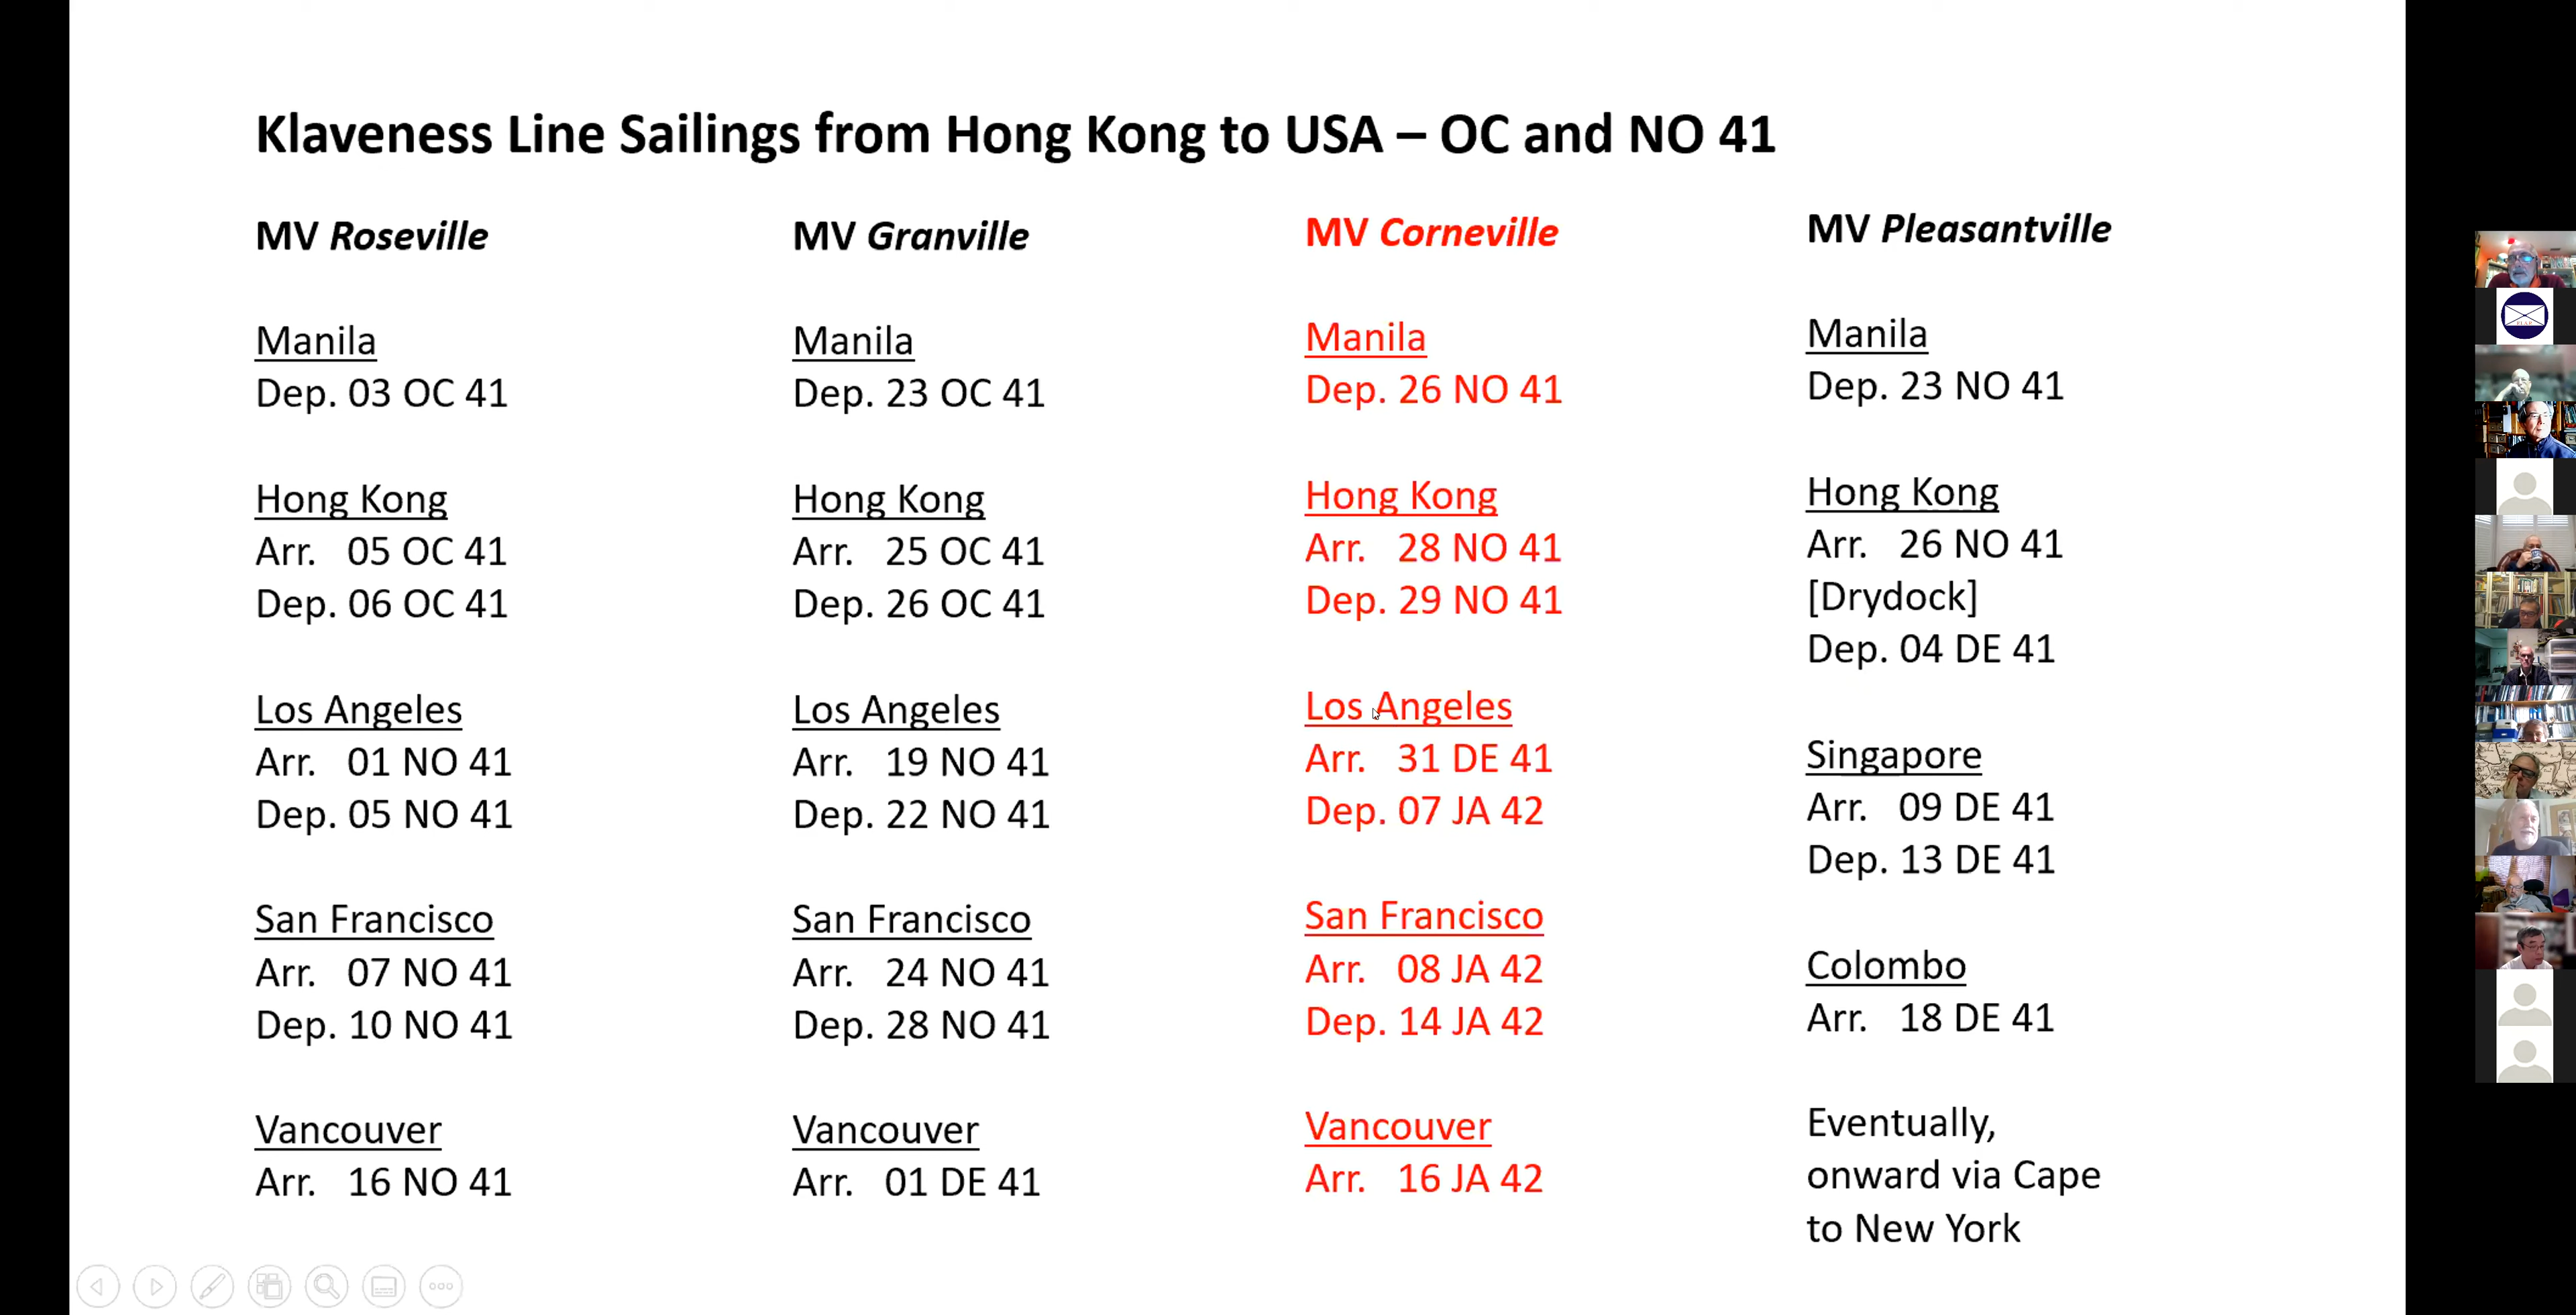 Klaveness Line Sailings from Hong Kong to USA – OC and NO 41
MV Roseville
Manila
Dep. 03 OC 41
Hong Kong
Arr. 05 OC 41
Dep. 06 OC 41
Los Angeles
Arr. 01 NO 41
Dep. 05 NO 41
San Francisco
Arr. 07 NO 41
Dep. 10 NO 41
Vancouver
Arr. 16 NO 41
MV Granville
Manila
Dep. 23 OC 41
Hong Kong
Arr. 25 OC 41
Dep. 26 OC 41
Los Angeles
Arr. 19 NO 41
Dep. 22 NO 41
San Francisco
Arr. 24 NO 41
Dep. 28 NO 41
Vancouver
Arr. 01 DE 41
MV Corneville
Manila
Dep. 26 NO 41
Hong Kong
Arr. 28 NO 41
Dep. 29 NO 41
Los Angeles
Arr. 31 DE 41
Dep. 07 JA 42
San Francisco
Arr. 08 JA 42
Dep. 14 JA 42
Vancouver
Arr. 16 JA 42
MV Pleasantville
Manila
Dep. 23 NO 41
Hong Kong
Arr. 26 NO 41
[Drydock]
Dep. 04 DE 41
Singapore
Arr. 09 DE 41
Dep. 13 DE 41
Colombo
Arr. 18 DE 41
Eventually,
onward via Cape
to New York